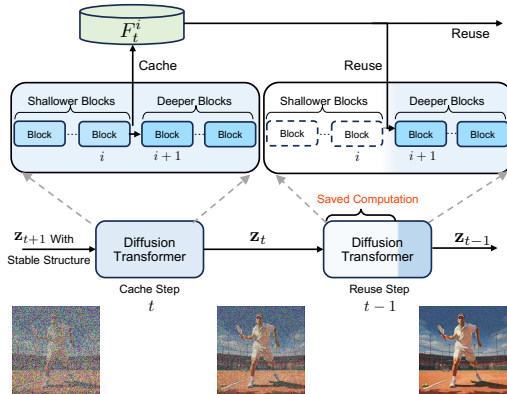 F_t^i
Reuse
Cache
Reuse
Shallower Blocks
Deeper Blocks
Shallower Blocks
Deeper Blocks
Block ... Block
Block ... Block
Block ... Block
Block ... Block
i
i + 1
i
i + 1
Saved Computation
z_{t+1} With
Stable Structure
Diffusion
Transformer
z_t
Diffusion
Transformer
z_{t−1}
Cache Step
t
Reuse Step
t − 1